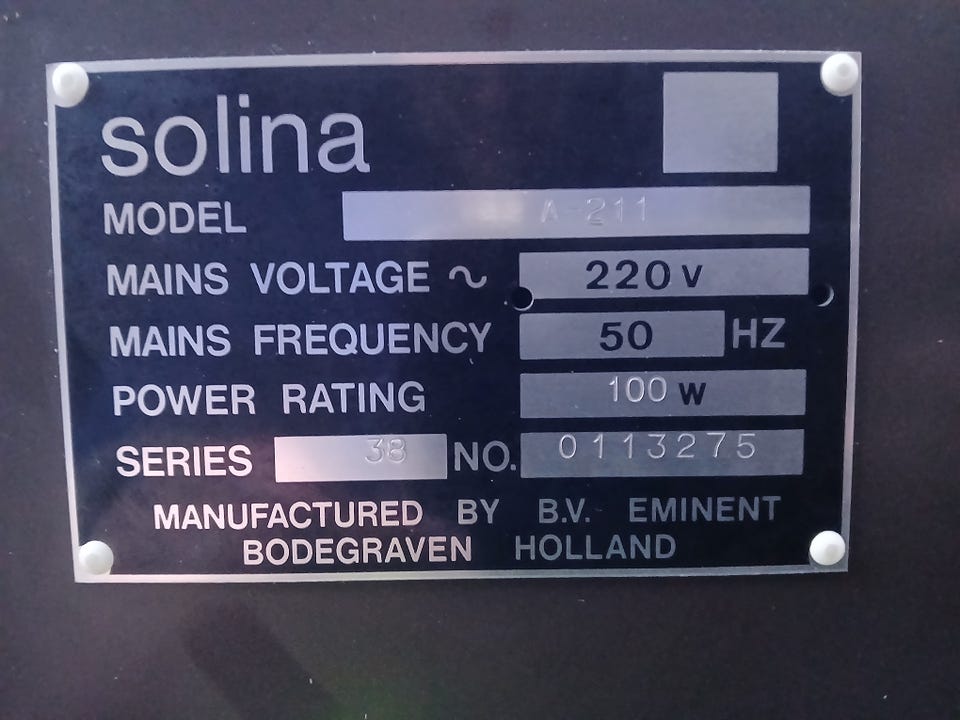 solina
MODEL A-211
MAINS VOLTAGE ~ 220V
MAINS FREQUENCY 50 HZ
POWER RATING 100 W
SERIES 38 NO. 0113275
MANUFACTURED BY B.V. EMINENT
BODEGRAVEN HOLLAND